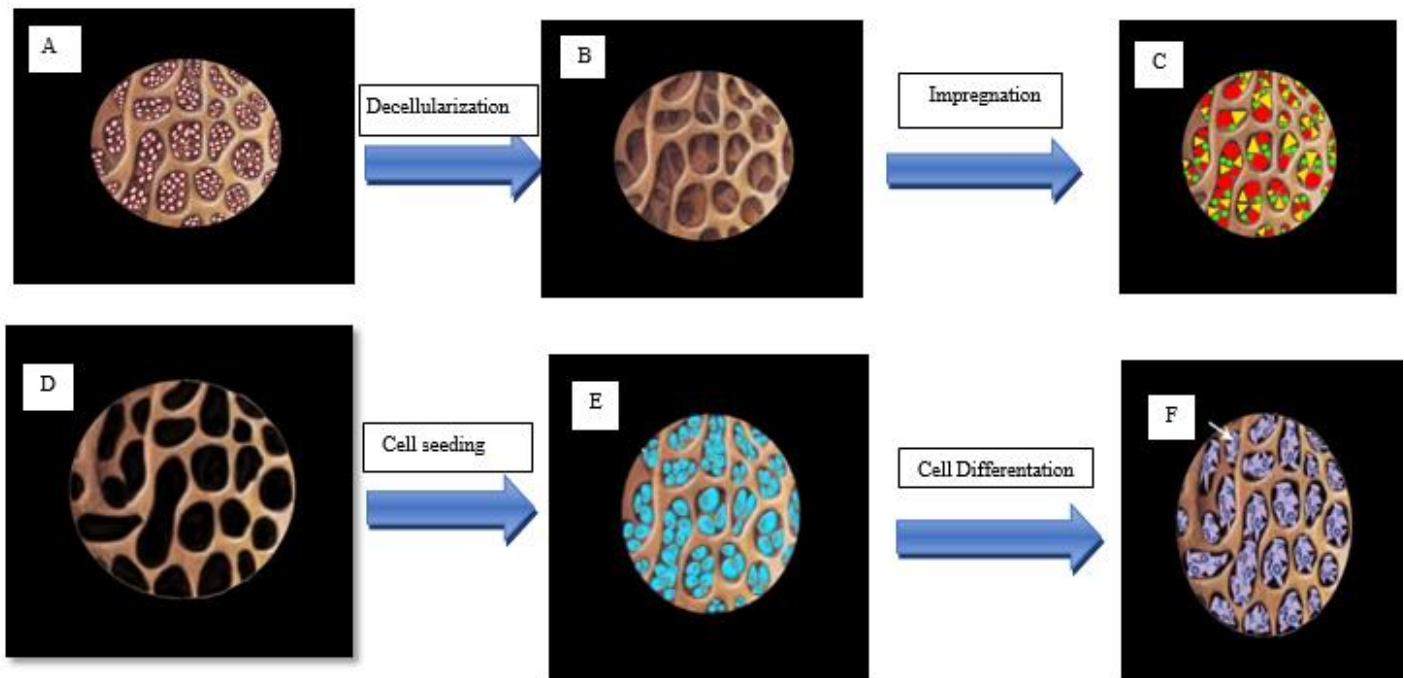 A
Decellularization
B
Impregnation
C
D
Cell seeding
E
Cell Differentation
F